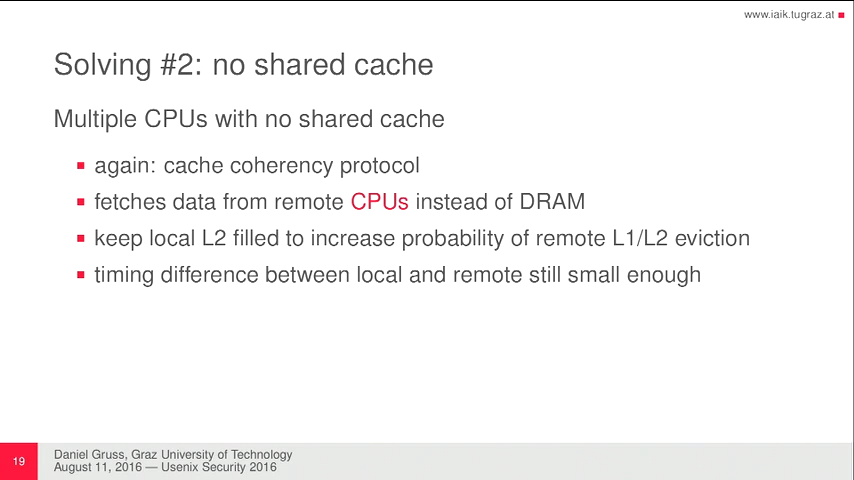 www.iaik.tugraz.at
Solving #2: no shared cache
Multiple CPUs with no shared cache
again: cache coherency protocol
fetches data from remote CPUs instead of DRAM
keep local L2 filled to increase probability of remote L1/L2 eviction
timing difference between local and remote still small enough
19
Daniel Gruss, Graz University of Technology
August 11, 2016 — Usenix Security 2016